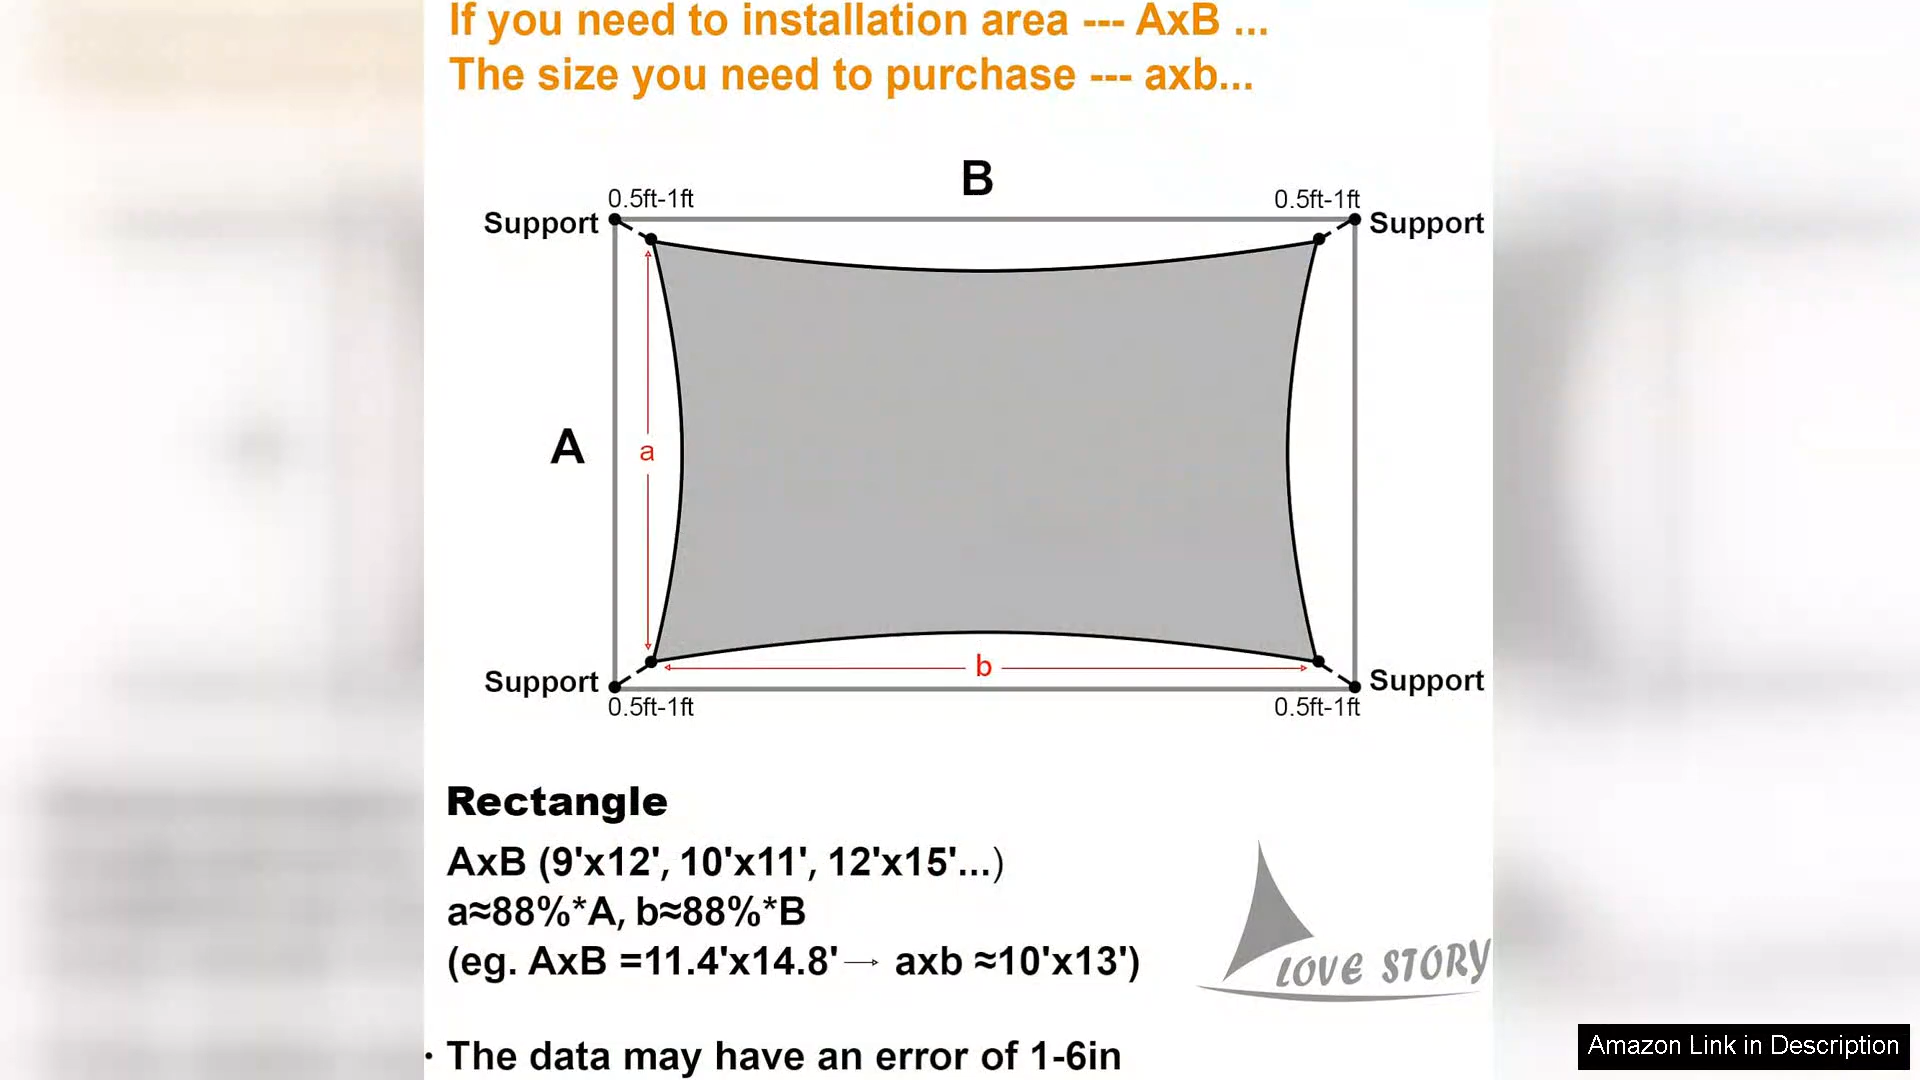 If you need to installation area --- AxB ...
The size you need to purchase --- axb...
B
0.5ft-1ft
0.5ft-1ft
Support
Support
A
a
b
Support
Support
0.5ft-1ft
0.5ft-1ft
Rectangle
AxB (9'x12', 10'x11', 12'x15'...)
a≈88%*A, b≈88%*B
(eg. AxB =11.4'x14.8'→ axb ≈10'x13')
LOVE STORY
· The data may have an error of 1-6in
Amazon Link in Description